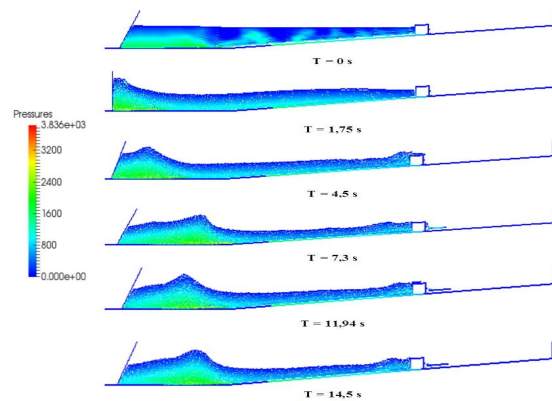 T = 0 s
T = 1,75 s
Pressures
3.836e+03
3200
2400
1600
800
0.000e+00
T = 4,5 s
T = 7,3 s
T = 11,94 s
T = 14,5 s